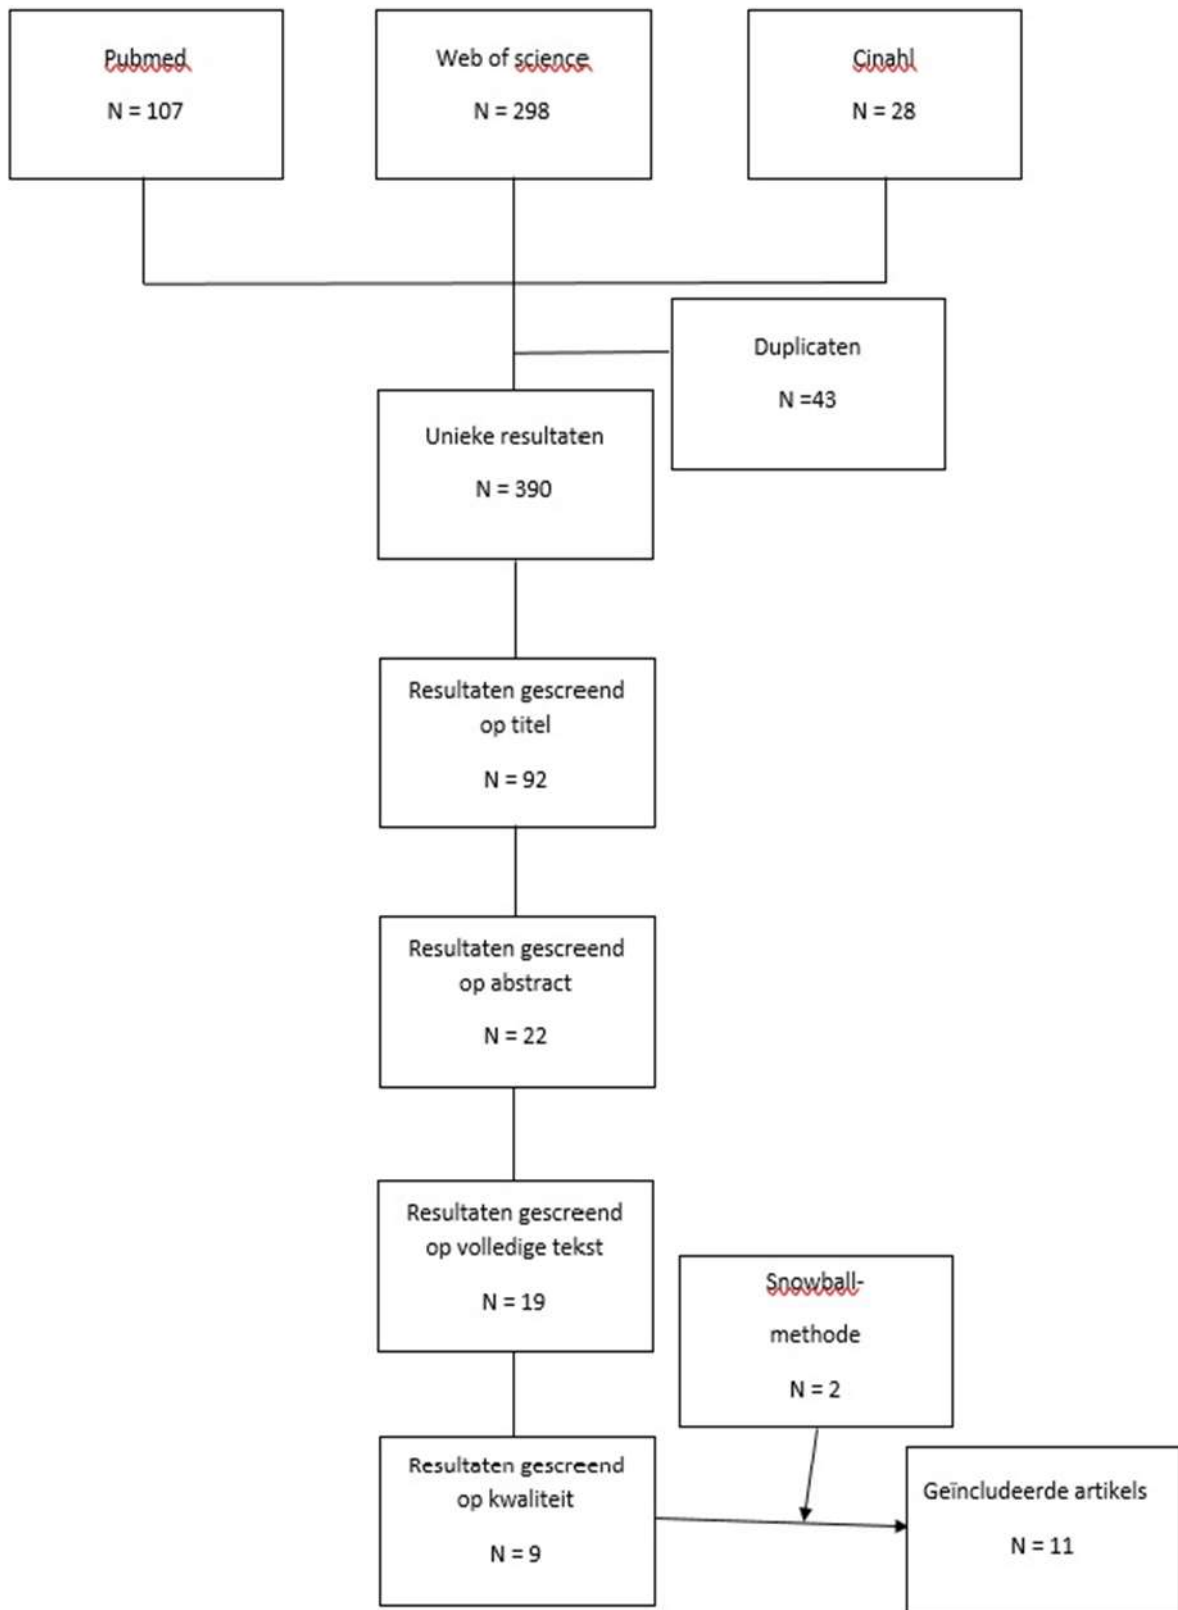 Pubmed
N = 107
Web of science
N = 298
Cinahl
N = 28
Duplicaten
N =43
Unieke resultaten
N = 390
Resultaten gescreend
op titel
N = 92
Resultaten gescreend
op abstract
N = 22
Resultaten gescreend
op volledige tekst
N = 19
Snowball-
methode
N = 2
Resultaten gescreend
op kwaliteit
N = 9
Geïncludeerde artikels
N = 11